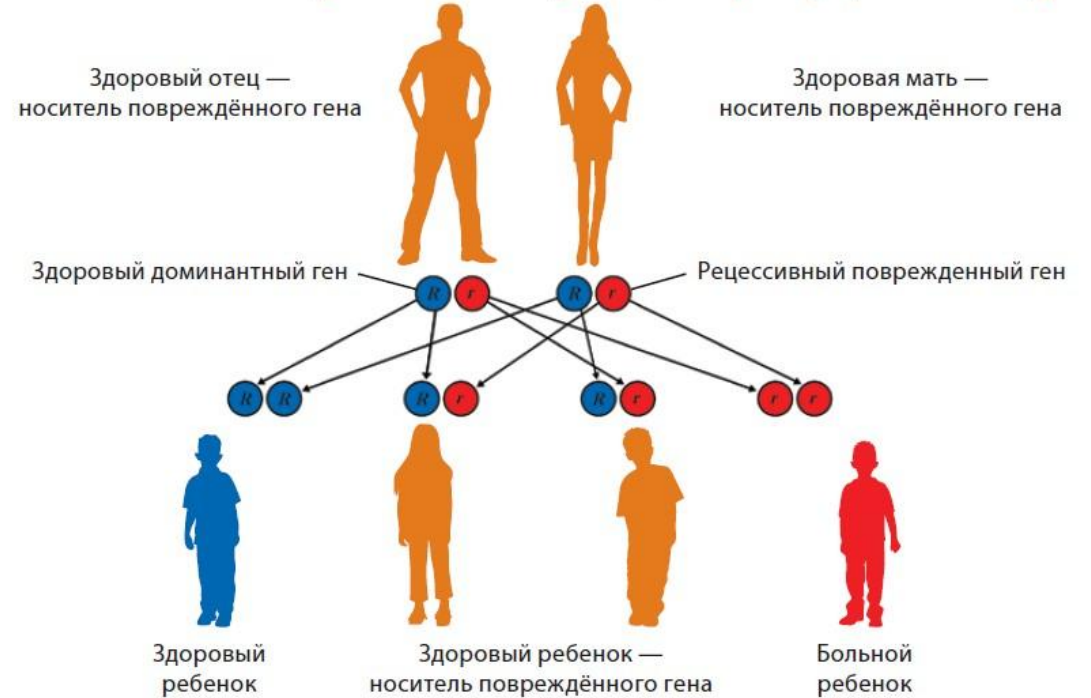 Здоровый отец —
носитель повреждённого гена
Здоровая мать —
носитель повреждённого гена
Здоровый доминантный ген
Рецессивный поврежденный ген
R r R r
R R R r R r r r
Здоровый
ребенок
Здоровый ребенок —
носитель повреждённого гена
Больной
ребенок